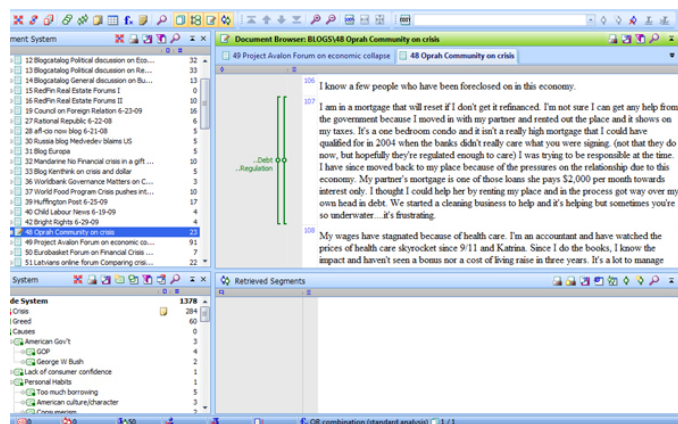 ment System
12 Blogcatalog Political discussion on Eco... 32
13 Blogcatalog Political discussion on Re... 33
14 Blogcatalog General discussion on Bu... 13
15 RedFin Real Estate Forums I 0
16 RedFin Real Estate Forums II 10
19 Council on Foreign Relation 6-23-09 16
27 Rational Republic 6-22-08 6
28 afl-cio now blog 6-21-08 5
30 Russia blog Medvedev blaims US 5
31 Blog Europa 5
32 Mandarine No Financial crisis in a gift ... 10
33 Blog Kenthink on crisis and dollar 5
36 Worldbank Governance Matters on C... 3
37 World Food Program Crisis pushes int... 10
39 Huffington Post 6-25-09 17
40 Child Labour News 6-19-09 4
42 Bright Rights 6-29-09 4
48 Oprah Community on crisis 23
49 Project Avalon Forum on economic co... 91
50 Eurobasket Forum on Financial Crisis ... 7
51 Latvians online forum Comparing crisi... 22
System
de System 1378
Crisis 284
Greed 60
Causes 0
American Gov't 3
GOP 4
George W Bush 2
Lack of consumer confidence 1
Personal Habits 1
Too much borrowing 5
American culture/character 3
Consumerism 2
Document Browser: BLOGS\48 Oprah Community on crisis
49 Project Avalon Forum on economic collapse 48 Oprah Community on crisis
106 I know a few people who have been foreclosed on in this economy.
107 I am in a mortgage that will reset if I don't get it refinanced. I'm not sure I can get any help from
the government because I moved in with my partner and rented out the place and it shows on
my taxes. It's a one bedroom condo and it isn't a really high mortgage that I could have
qualified for in 2004 when the banks didn't really care what you were signing. (not that they do
now, but hopefully they're regulated enough to care) I was trying to be responsible at the time.
I have since moved back to my place because of the pressures on the relationship due to this
economy. My partner's mortgage is one of those loans she pays $2,000 per month towards
interest only. I thought I could help her by renting my place and in the process got way over my
own head in debt. We started a cleaning business to help and it's helping but sometimes you're
so underwater....it's frustrating.
..Debt
..Regulation
108 My wages have stagnated because of health care. I'm an accountant and have watched the
prices of health care skyrocket since 9/11 and Katrina. Since I do the books, I know the
impact and haven't seen a bonus nor a cost of living raise in three years. It's a lot to manage
Retrieved Segments
OR combination (standard analysis) 1 / 1